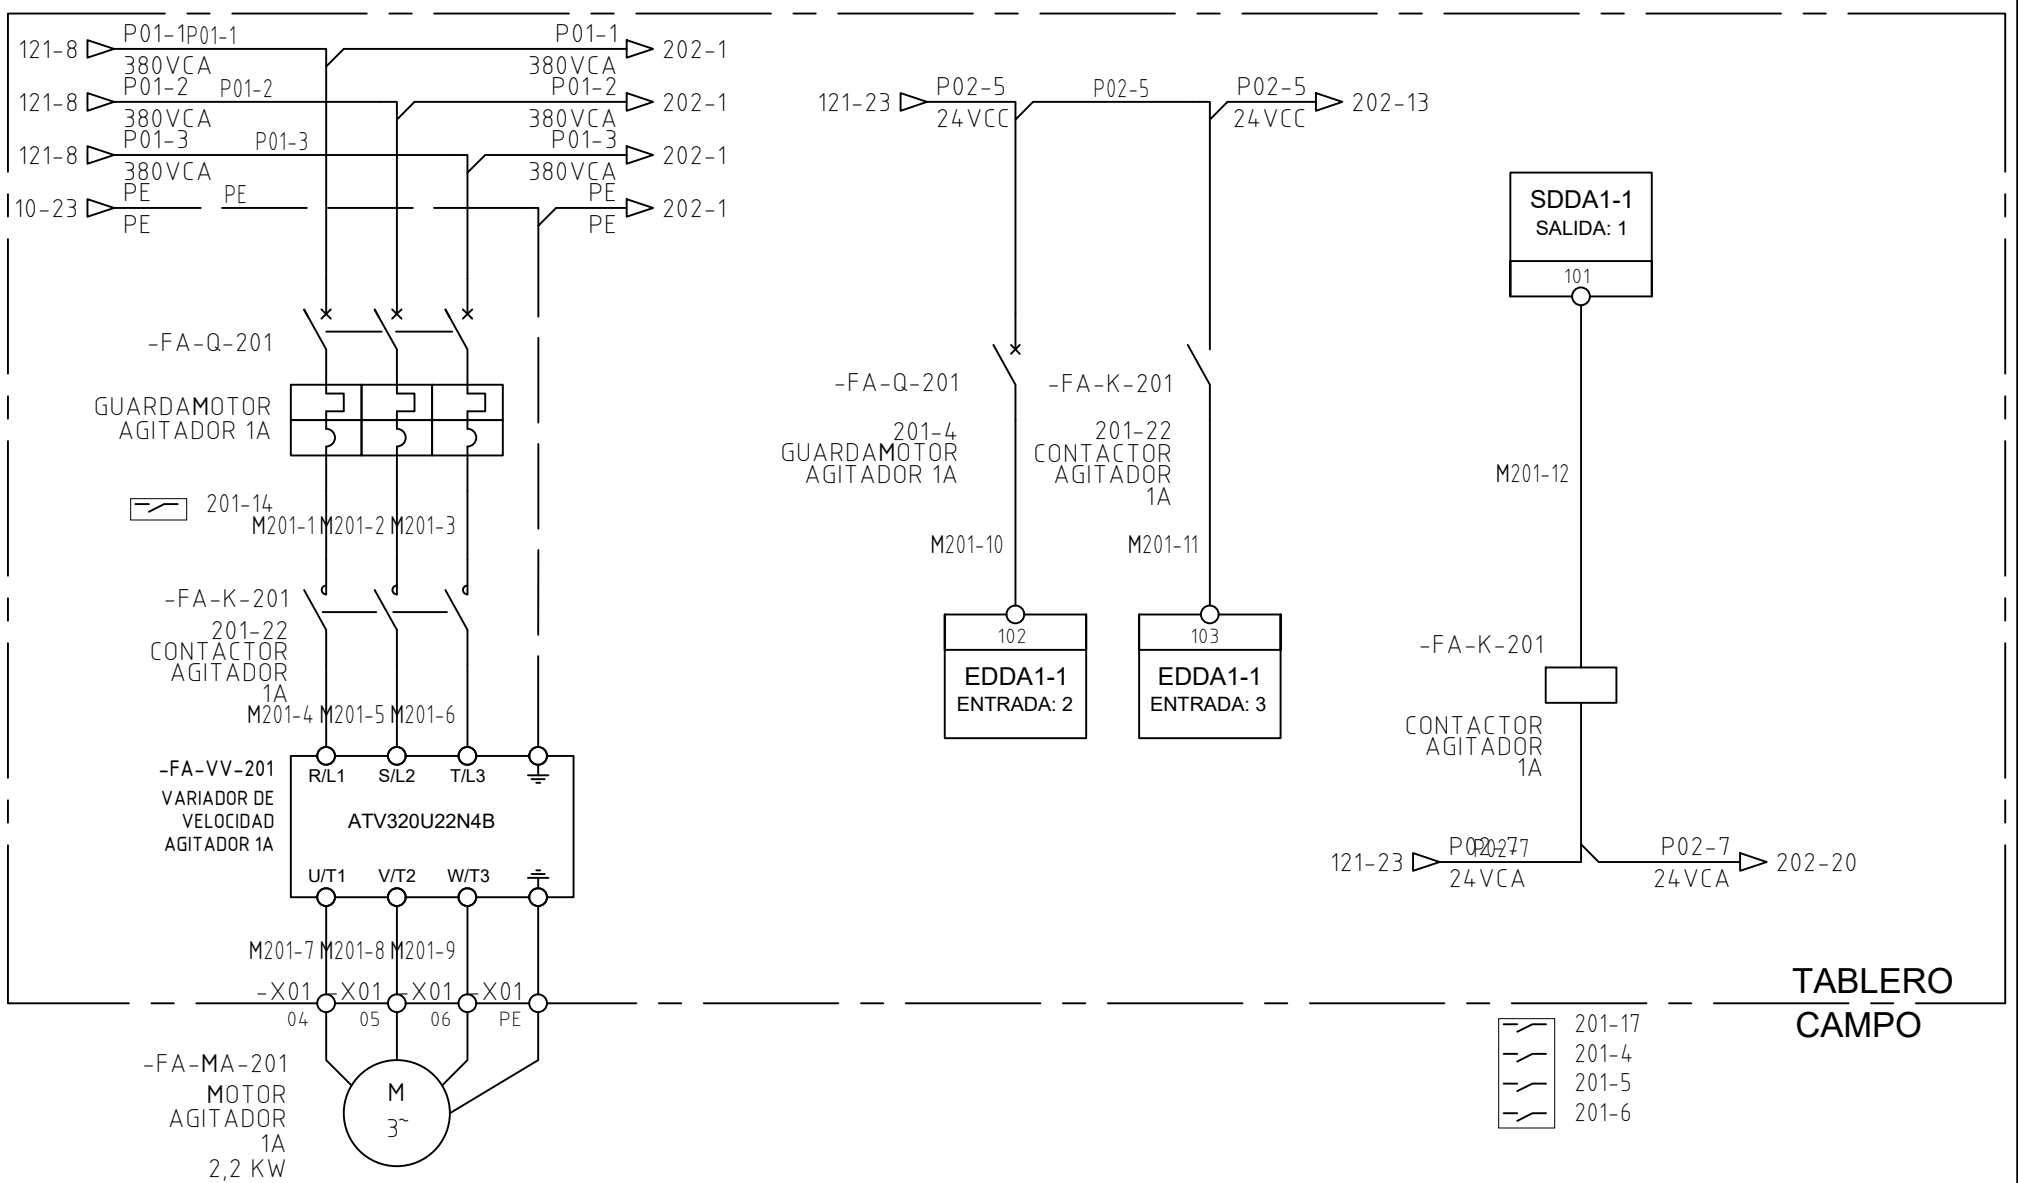 121-8
P01-1
P01-1
380VCA
P01-1
380VCA
202-1
121-8
P01-2
P01-2
380VCA
P01-2
380VCA
202-1
121-8
P01-3
P01-3
380VCA
P01-3
380VCA
202-1
10-23
PE
PE
PE
PE
PE
202-1
-FA-Q-201
GUARDAMOTOR
AGITADOR 1A
201-14
M201-1
M201-2
M201-3
-FA-K-201
201-22
CONTACTOR
AGITADOR
1A
M201-4
M201-5
M201-6
-FA-VV-201
VARIADOR DE
VELOCIDAD
AGITADOR 1A
R/L1
S/L2
T/L3
ATV320U22N4B
U/T1
V/T2
W/T3
M201-7
M201-8
M201-9
-X01
-X01
-X01
-X01
04
05
06
PE
-FA-MA-201
MOTOR
AGITADOR
1A
2,2 KW
M
3~
121-23
P02-5
24VCC
P02-5
P02-5
24VCC
202-13
-FA-Q-201
201-4
GUARDAMOTOR
AGITADOR 1A
M201-10
102
EDDA1-1
ENTRADA: 2
-FA-K-201
201-22
CONTACTOR
AGITADOR
1A
M201-11
103
EDDA1-1
ENTRADA: 3
SDDA1-1
SALIDA: 1
101
M201-12
-FA-K-201
CONTACTOR
AGITADOR
1A
121-23
P02-7
P02-7
24VCA
P02-7
24VCA
202-20
TABLERO
CAMPO
201-17
201-4
201-5
201-6